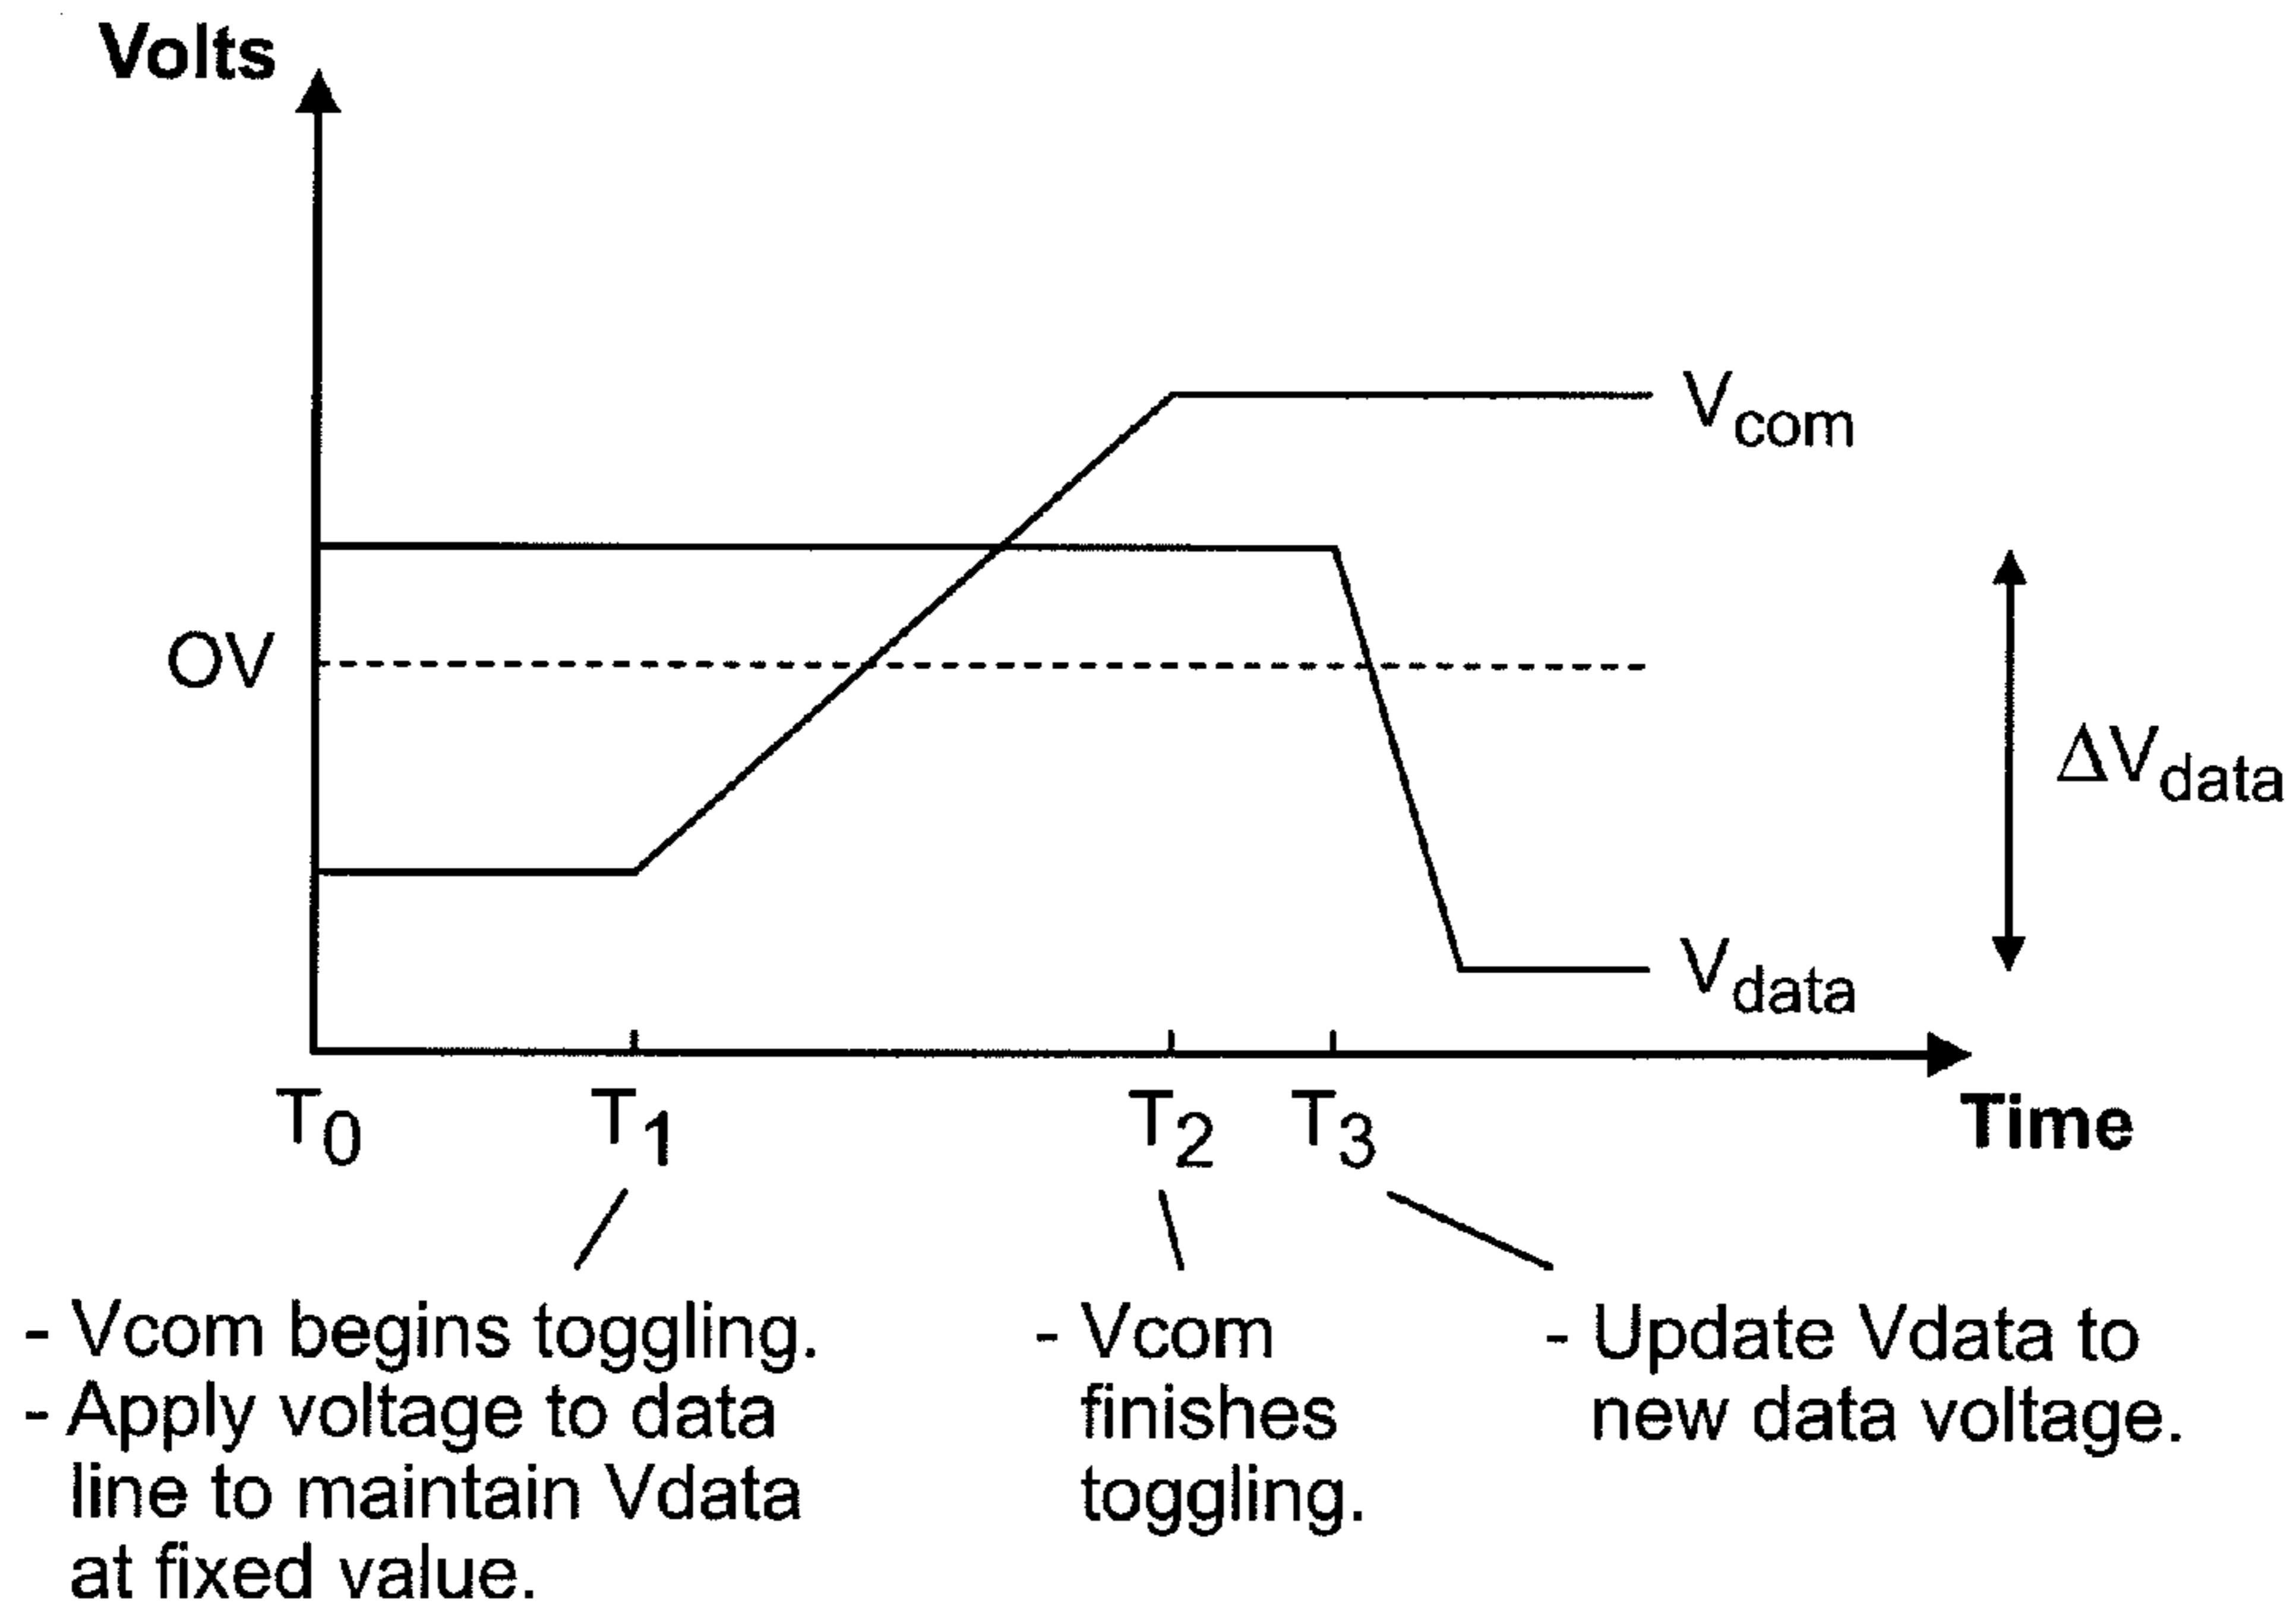 Volts
Vcom
OV
ΔVdata
Vdata
T0
T1
T2
T3
Time
- Vcom begins toggling.
- Apply voltage to data
line to maintain Vdata
at fixed value.
- Vcom
finishes
toggling.
- Update Vdata to
new data voltage.